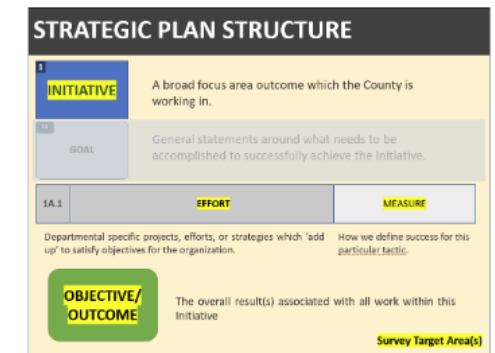 STRATEGIC PLAN STRUCTURE
1
INITIATIVE
A broad focus area outcome which the County is
working in.
1A
GOAL
General statements around what needs to be
accomplished to successfully achieve the Initiative.
1A.1
EFFORT
MEASURE
Departmental specific projects, efforts, or strategies which 'add
up' to satisfy objectives for the organization.
How we define success for this
particular tactic.
OBJECTIVE/
OUTCOME
The overall result(s) associated with all work within this
Initiative
Survey Target Area(s)